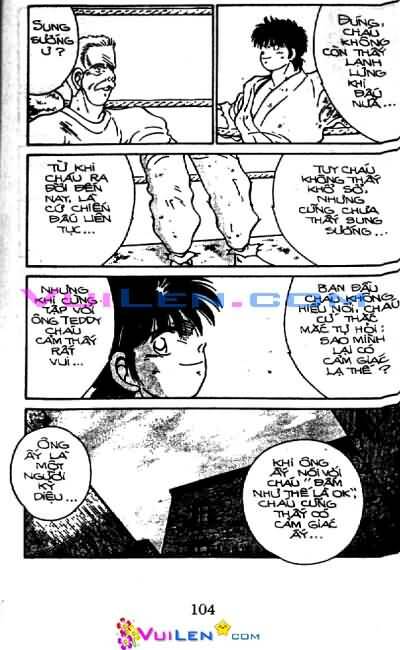 ĐÚNG,
CHÁU
KHÔNG
CÒN THẤY
LẠNH
LÙNG
KHI
ĐẤU
NỮA...
SUNG
SƯỚNG
Ư?
TUY CHÁU
KHÔNG THẤY
KHỔ SỞ,
NHƯNG
CŨNG CHƯA
THẤY SUNG
SƯỚNG...
TỪ KHI
CHÁU RA
ĐỜI ĐẾN
NAY, LÀ
CỨ CHIẾN
ĐẤU LIÊN
TỤC...
BAN ĐẦU
CHÁU KHÔNG
HIỂU NỔI, CHÁU
CỨ THẮC
MẮC TỰ HỎI:
SAO MÌNH
LẠI CÓ
CẢM GIÁC
LẠ THẾ?
NHƯNG
KHI CÙNG
TẬP VỚI
ÔNG TEDDY
CHÁU
CẢM THẤY
RẤT
VUI...
VUILEN.COM
KHI ÔNG
ẤY NÓI VỚI
CHÁU "ĐẤM
NHƯ THẾ LÀ OK",
CHÁU CŨNG
THẤY CÓ
CẢM GIÁC
ẤY...
ÔNG
ẤY LÀ
MỘT
NGƯỜI
KỲ
DIỆU...
104
VUILEN.COM